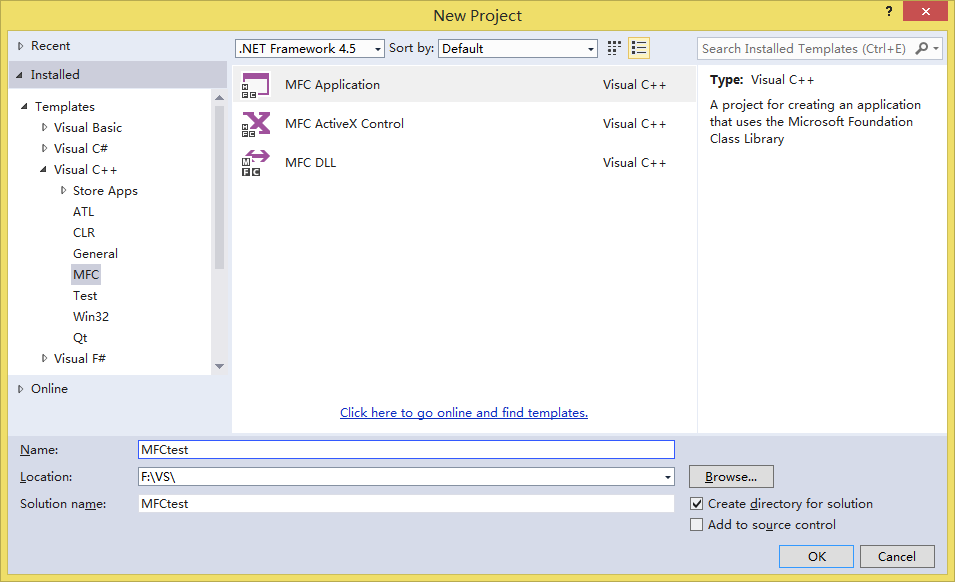 New Project
?
Recent
.NET Framework 4.5
Sort by:
Default
Search Installed Templates (Ctrl+E)
Installed
Templates
Visual Basic
Visual C#
Visual C++
Store Apps
ATL
CLR
General
MFC
Test
Win32
Qt
Visual F#
Online
MFC Application
Visual C++
MFC ActiveX Control
Visual C++
MFC DLL
Visual C++
Click here to go online and find templates.
Type: Visual C++
A project for creating an application
that uses the Microsoft Foundation
Class Library
Name:
MFCtest
Location:
F:\VS\
Browse...
Solution name:
MFCtest
Create directory for solution
Add to source control
OK
Cancel